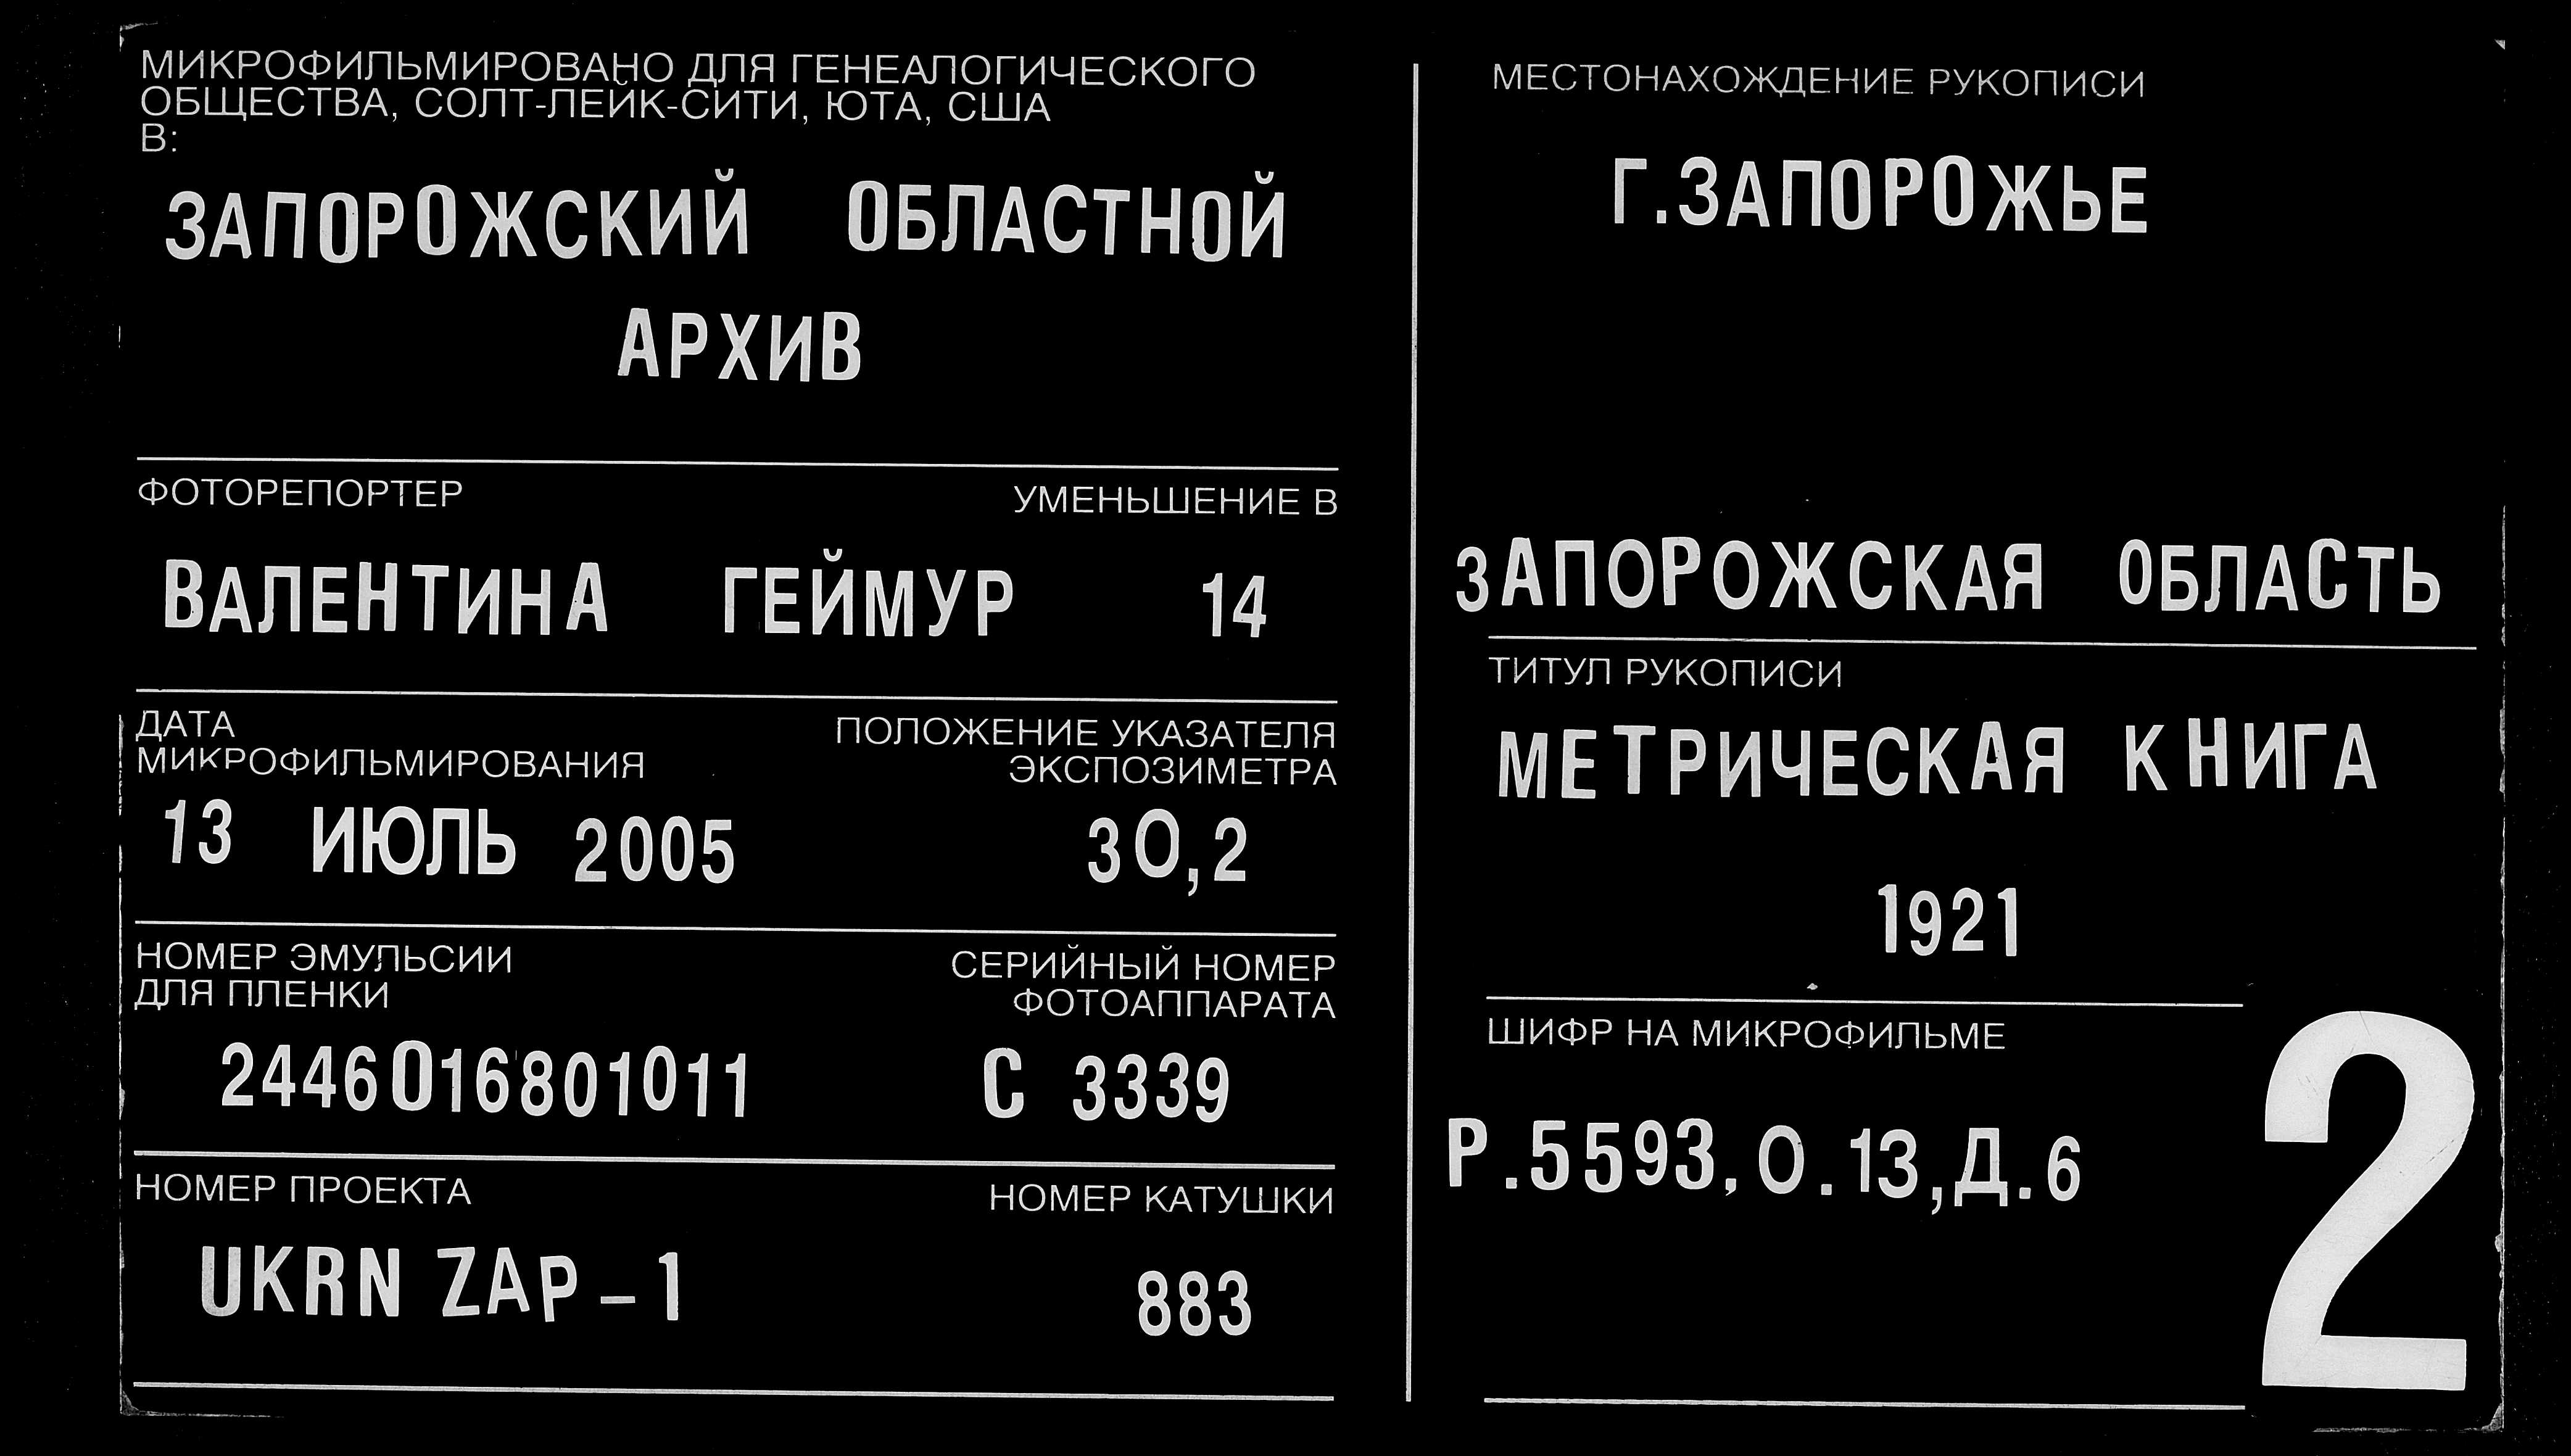 МИКРОФИЛЬМИРОВАНО ДЛЯ ГЕНЕАЛОГИЧЕСКОГО
ОБЩЕСТВА, СОЛТ-ЛЕЙК-СИТИ, ЮТА, США
В:
ЗАПОРОЖСКИЙ ОБЛАСТНОЙ
АРХИВ
ФОТОРЕПОРТЕР УМЕНЬШЕНИЕ В
ВАЛЕНТИНА ГЕЙМУР 14
ДАТА
МИКРОФИЛЬМИРОВАНИЯ
ПОЛОЖЕНИЕ УКАЗАТЕЛЯ
ЭКСПОЗИМЕТРА
13 ИЮЛЬ 2005 30,2
НОМЕР ЭМУЛЬСИИ
ДЛЯ ПЛЕНКИ
СЕРИЙНЫЙ НОМЕР
ФОТОАППАРАТА
2446016801011 С 3339
НОМЕР ПРОЕКТА НОМЕР КАТУШКИ
UKRN ZAP-1 883
МЕСТОНАХОЖДЕНИЕ РУКОПИСИ
Г.ЗАПОРОЖЬЕ
ЗАПОРОЖСКАЯ ОБЛАСТЬ
ТИТУЛ РУКОПИСИ
МЕТРИЧЕСКАЯ КНИГА
1921
ШИФР НА МИКРОФИЛЬМЕ
Р.5593,О.13,Д.6
2